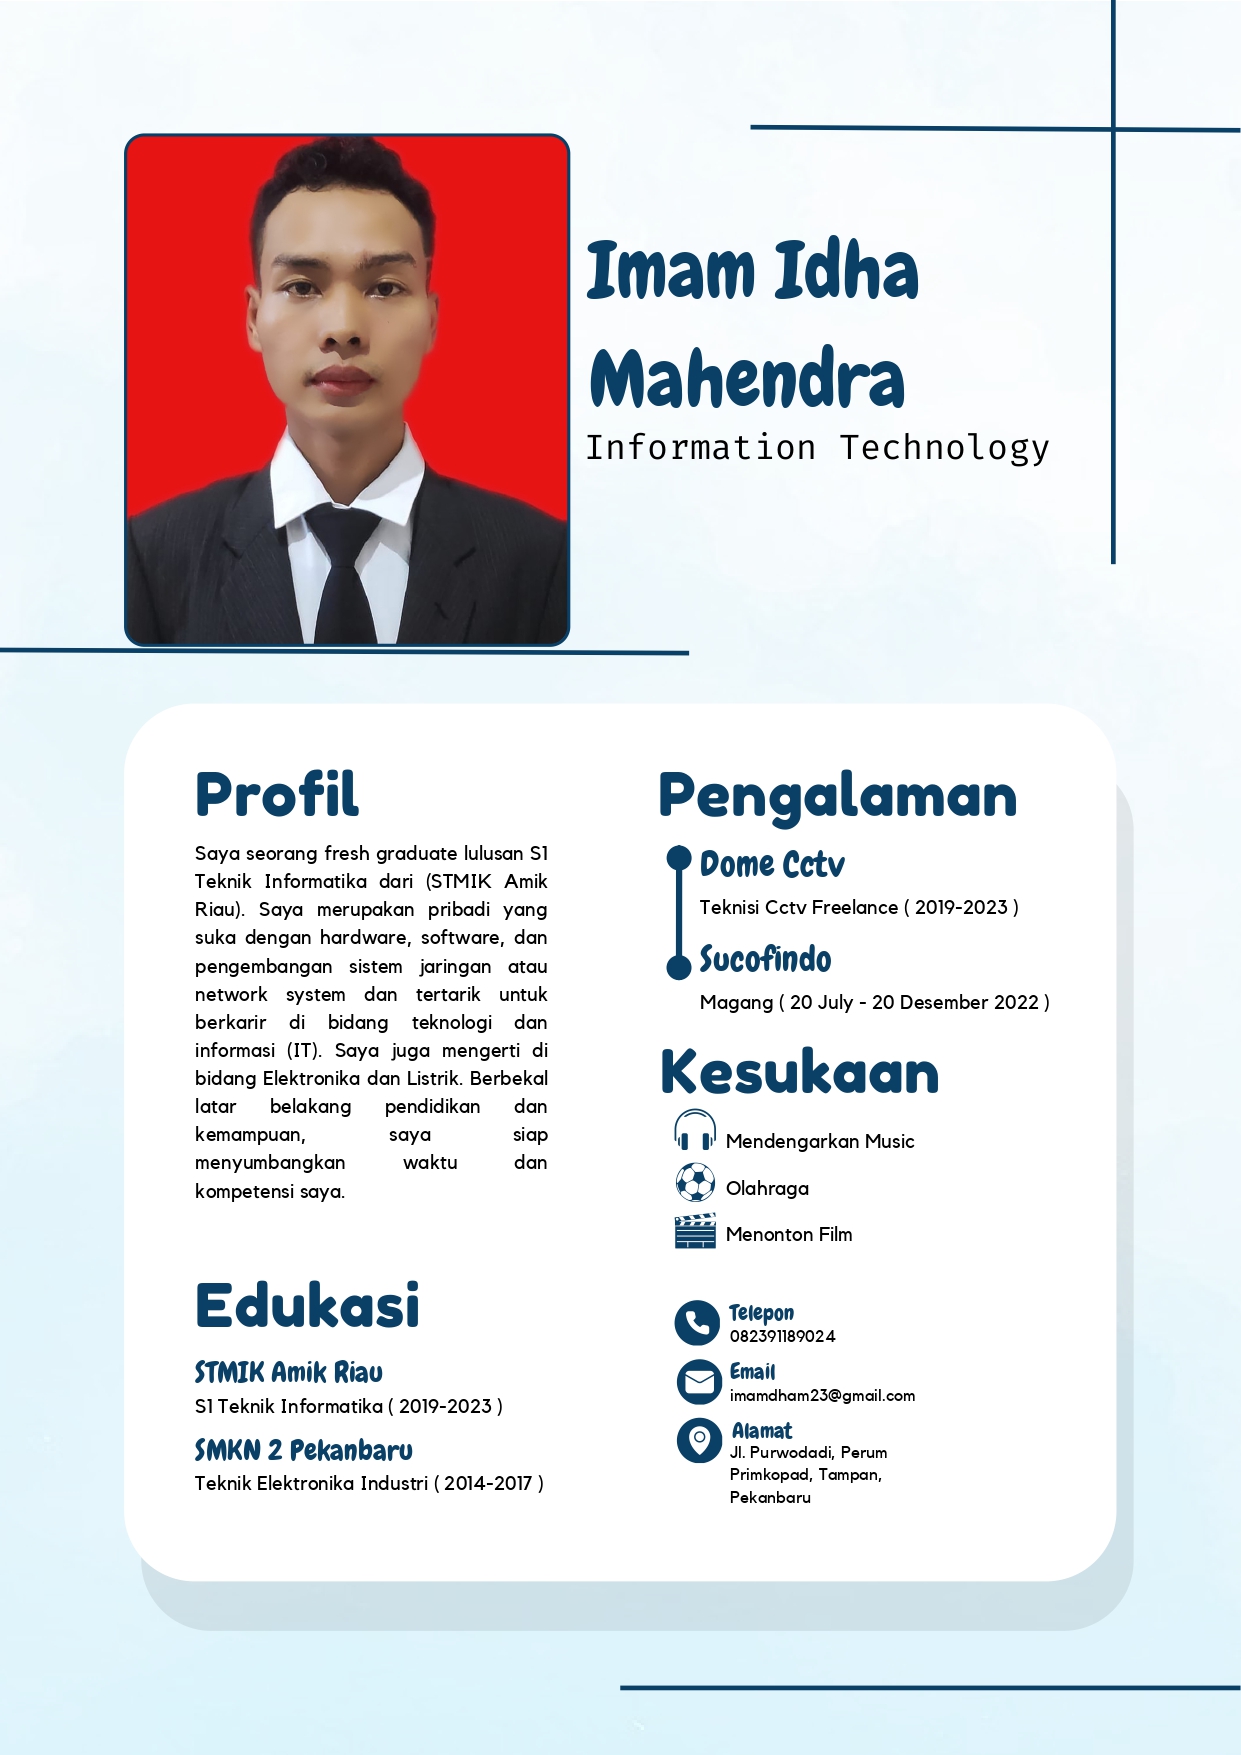 Imam Idha
Mahendra
Information Technology
Profil
Saya seorang fresh graduate lulusan S1
Teknik Informatika dari (STMIK Amik
Riau). Saya merupakan pribadi yang
suka dengan hardware, software, dan
pengembangan sistem jaringan atau
network system dan tertarik untuk
berkarir di bidang teknologi dan
informasi (IT). Saya juga mengerti di
bidang Elektronika dan Listrik. Berbekal
latar belakang pendidikan dan
kemampuan, saya siap
menyumbangkan waktu dan
kompetensi saya.
Edukasi
STMIK Amik Riau
S1 Teknik Informatika ( 2019-2023 )
SMKN 2 Pekanbaru
Teknik Elektronika Industri ( 2014-2017 )
Pengalaman
Dome Cctv
Teknisi Cctv Freelance ( 2019-2023 )
Sucofindo
Magang ( 20 July - 20 Desember 2022 )
Kesukaan
Mendengarkan Music
Olahraga
Menonton Film
Telepon
082391189024
Email
imamdham23@gmail.com
Alamat
Jl. Purwodadi, Perum
Primkopad, Tampan,
Pekanbaru